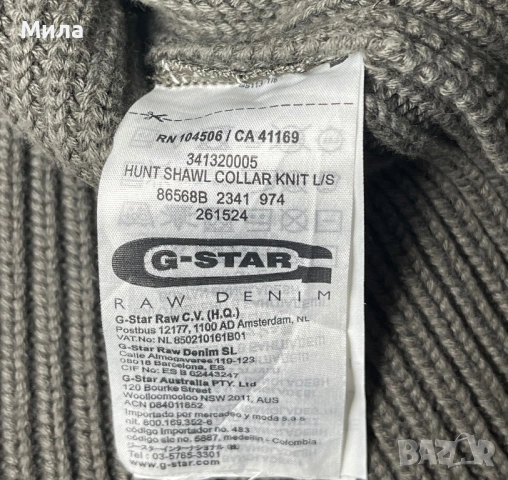 Мила
RN 104506 / CA 41169
341320005
HUNT SHAWL COLLAR KNIT L/S
86568B 2341 974
261524
G-STAR
RAW DENIM
G-Star Raw C.V. (H.Q.)
Postbus 12177, 1100 AD Amsterdam, NL
VAT.No: NL 850210161B01
G-Star Raw Denim SL
Calle Almogavares 119-123
08018 Barcelona, ES
CIF No: ES B 62443247
G-Star Australia PTY. Ltd
120 Bourke Street
Woolloomooloo NSW 2011, AUS
ACN 084011652
Importado por mercadeo y moda s.a.s
nit. 800.169.352-6
código importador no. 483
código sic no. 5887, medellin - Colombia
Tel : 03-5765-3301
www.g-star.com
BAZAR